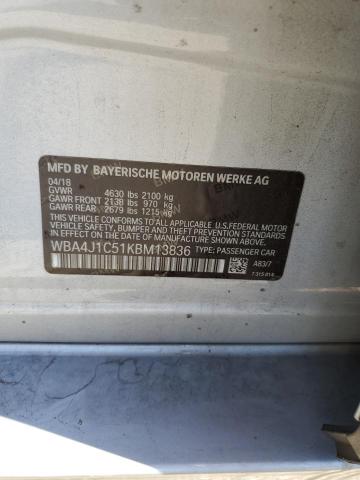 MFD BY BAYERISCHE MOTOREN WERKE AG
04/18
GVWR 4630 lbs 2100 kg
GAWR FRONT 2138 lbs 970 kg
GAWR REAR 2679 lbs 1215 kg
THIS VEHICLE CONFORMS TO ALL APPLICABLE U.S. FEDERAL MOTOR
VEHICLE SAFETY, BUMPER AND THEFT PREVENTION STANDARDS
IN EFFECT ON THE DATE OF MANUFACTURE SHOWN ABOVE.
WBA4J1C51KBM13836 TYPE: PASSENGER CAR
A83/7